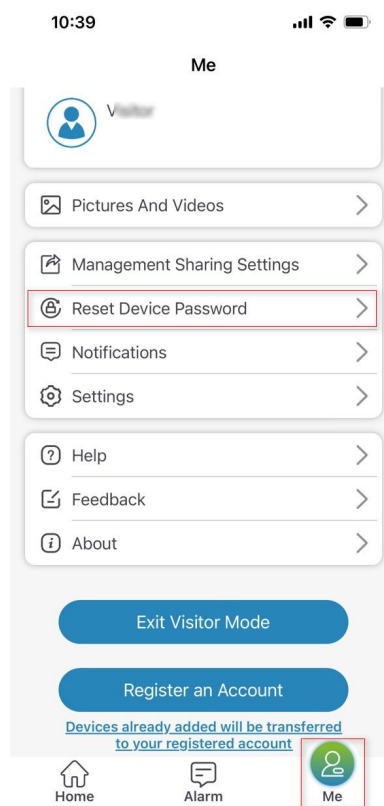 10:39
Me
Pictures And Videos
Management Sharing Settings
Reset Device Password
Notifications
Settings
Help
Feedback
About
Exit Visitor Mode
Register an Account
Devices already added will be transferred
to your registered account
Home
Alarm
Me